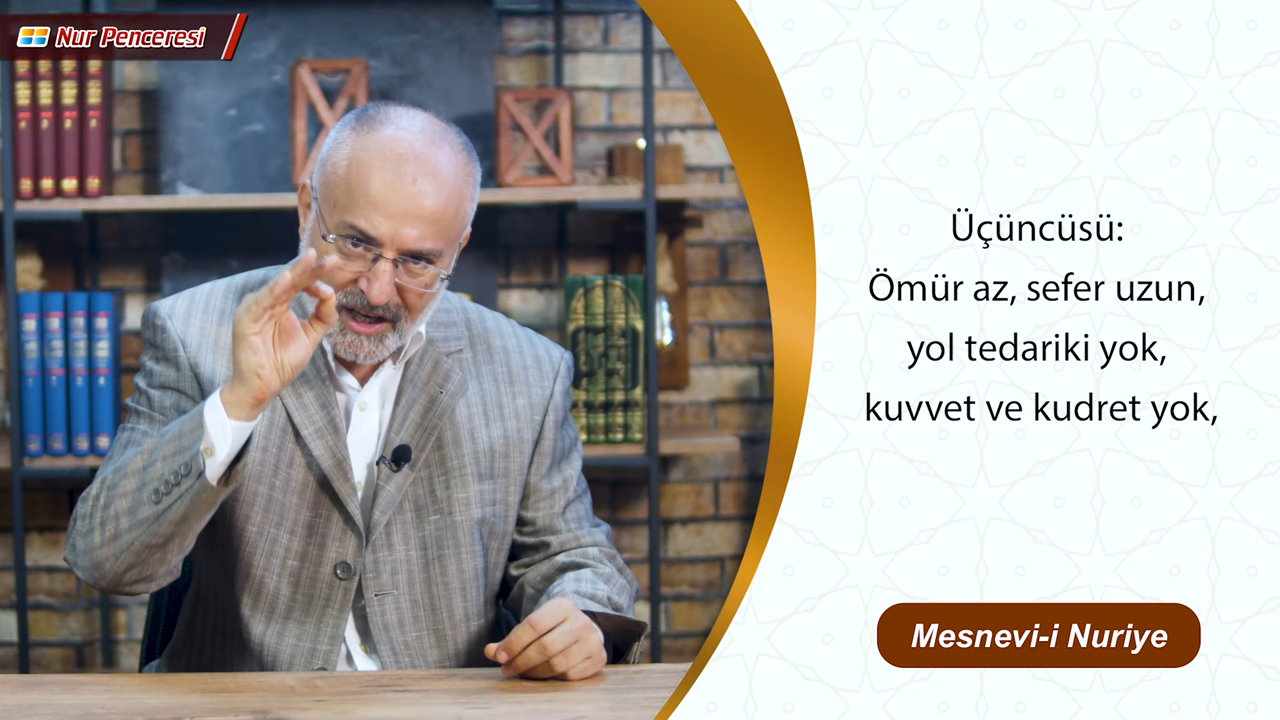 Nur Penceresi
Üçüncüsü:
Ömür az, sefer uzun,
yol tedariki yok,
kuvvet ve kudret yok,
Mesnevi-i Nuriye